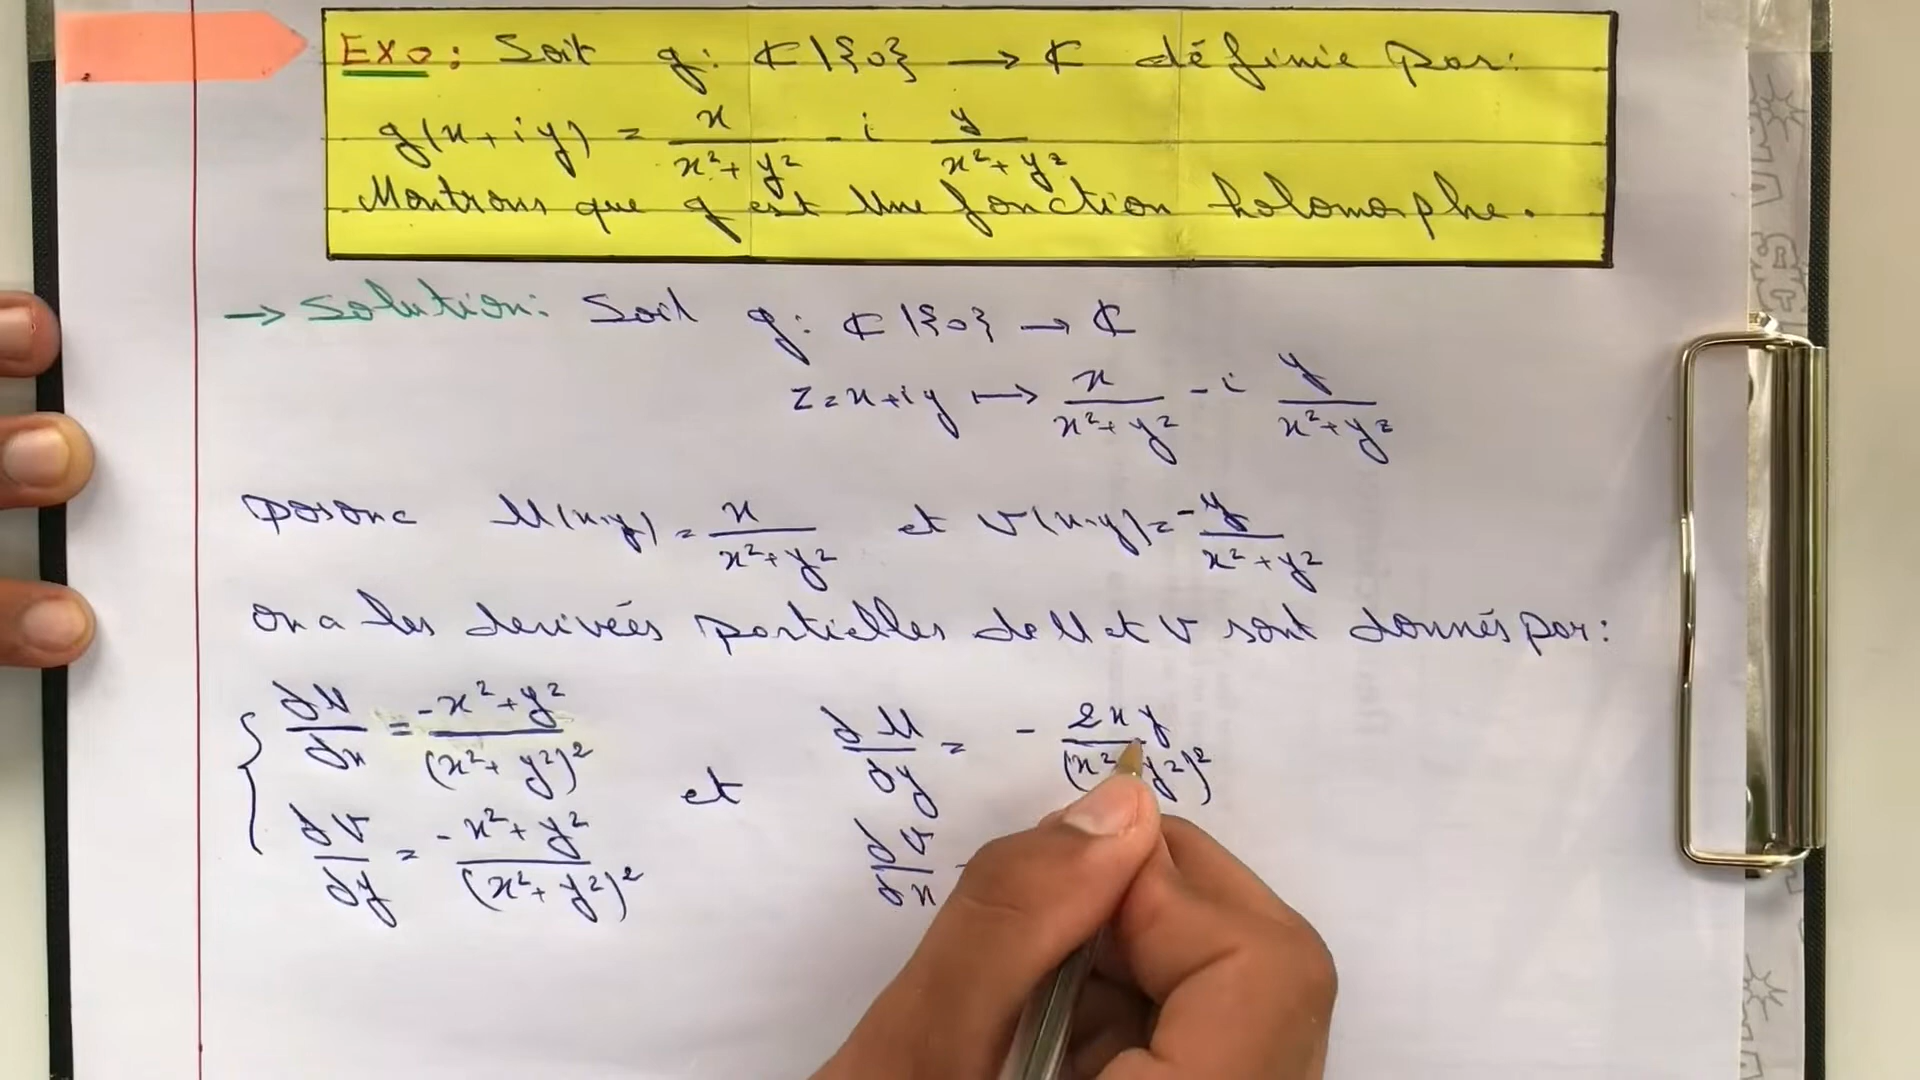 Exo: Soit g: ℂ\{0} → ℂ définie par:
g(x+iy) = x/(x²+y²) - i y/(x²+y²)
Montrons que g est une fonction holomorphe.
→ Solution: Soit g: ℂ\{0} → ℂ
z=x+iy ↦ x/(x²+y²) - i y/(x²+y²)
posons U(x,y) = x/(x²+y²) et V(x,y) = -y/(x²+y²)
on a les derivées partielles de U et V sont donnés par:
{ ∂U/∂x = (-x²+y²)/(x²+y²)² et ∂U/∂y = - 2xy/(x² y²)²
∂V/∂y = (-x²+y²)/(x²+y²)² ∂V/∂x